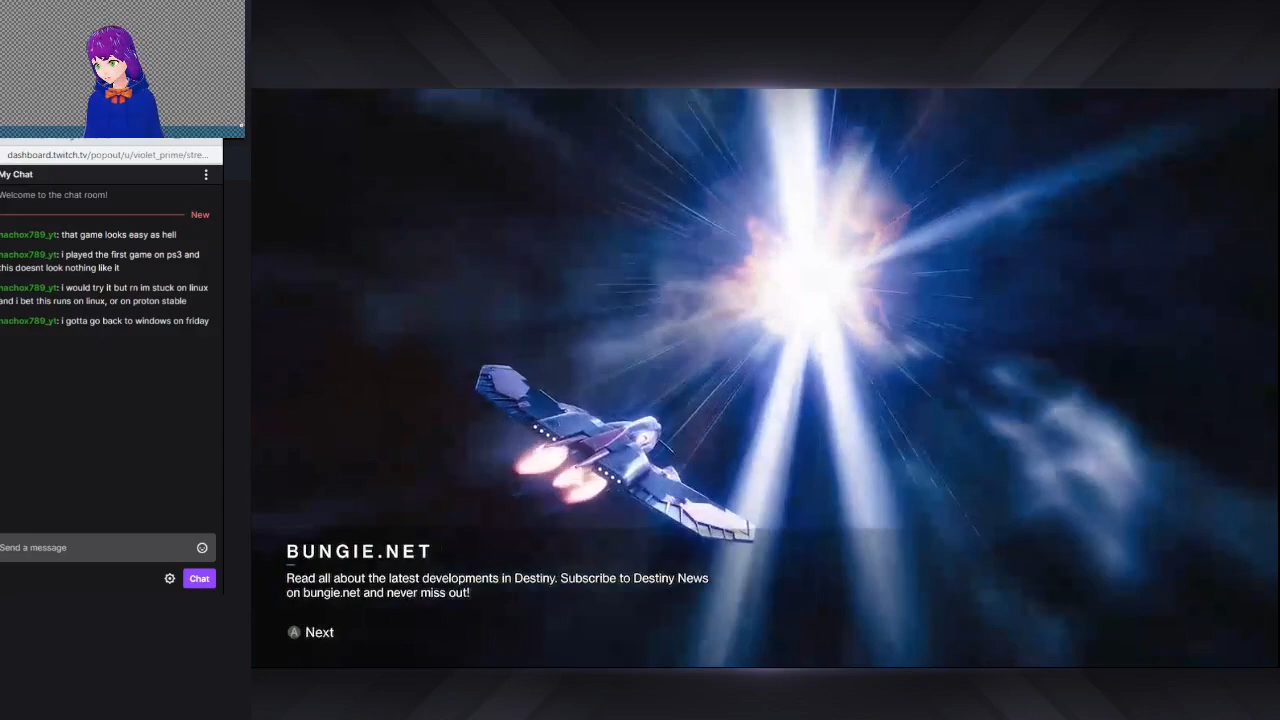 dashboard.twitch.tv/popout/u/violet_prime/stre...
My Chat
Welcome to the chat room!
New
nachox789_yt: that game looks easy as hell
nachox789_yt: i played the first game on ps3 and
this doesnt look nothing like it
nachox789_yt: i would try it but rn im stuck on linux
and i bet this runs on linux, or on proton stable
nachox789_yt: i gotta go back to windows on friday
Send a message
Chat
BUNGIE.NET
Read all about the latest developments in Destiny. Subscribe to Destiny News
on bungie.net and never miss out!
A Next